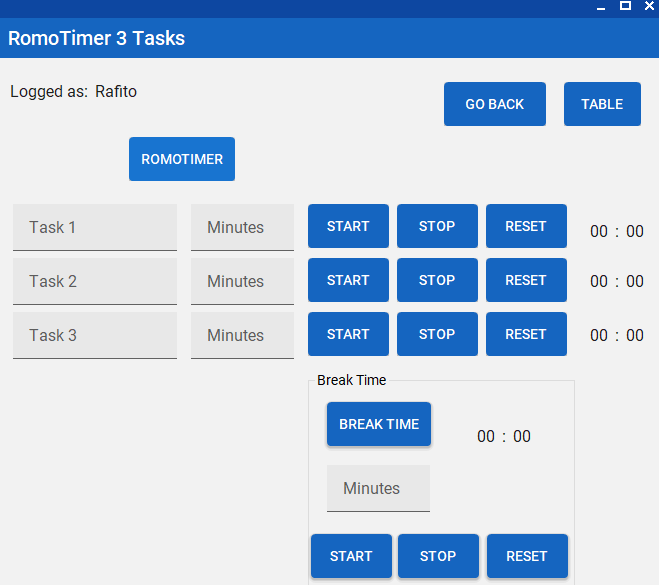 RomoTimer 3 Tasks
Logged as: Rafito
GO BACK TABLE
ROMOTIMER
Task 1 Minutes START STOP RESET 00 : 00
Task 2 Minutes START STOP RESET 00 : 00
Task 3 Minutes START STOP RESET 00 : 00
Break Time
BREAK TIME 00 : 00
Minutes
START STOP RESET